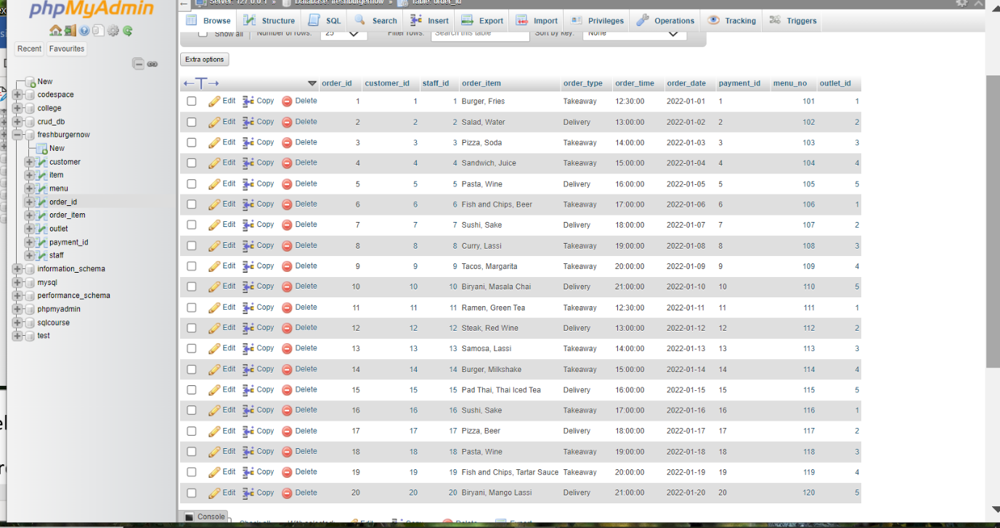 phpMyAdmin
Recent Favourites
New
codespace
college
crud_db
freshburgernow
New
customer
item
menu
order_id
order_item
outlet
payment_id
staff
information_schema
mysql
performance_schema
phpmyadmin
sqlcourse
test
Server: 127.0.0.1 » Database: freshburgernow » Table: order_id
Browse Structure SQL Search Insert Export Import Privileges Operations Tracking Triggers
Show all Number of rows: 25 Filter rows: Search this table Sort by key: None
Extra options
order_id customer_id staff_id order_item order_type order_time order_date payment_id menu_no outlet_id
Edit Copy Delete 1 1 1 Burger, Fries Takeaway 12:30:00 2022-01-01 1 101 1
Edit Copy Delete 2 2 2 Salad, Water Delivery 13:00:00 2022-01-02 2 102 2
Edit Copy Delete 3 3 3 Pizza, Soda Takeaway 14:00:00 2022-01-03 3 103 3
Edit Copy Delete 4 4 4 Sandwich, Juice Takeaway 15:00:00 2022-01-04 4 104 4
Edit Copy Delete 5 5 5 Pasta, Wine Delivery 16:00:00 2022-01-05 5 105 5
Edit Copy Delete 6 6 6 Fish and Chips, Beer Takeaway 17:00:00 2022-01-06 6 106 1
Edit Copy Delete 7 7 7 Sushi, Sake Delivery 18:00:00 2022-01-07 7 107 2
Edit Copy Delete 8 8 8 Curry, Lassi Takeaway 19:00:00 2022-01-08 8 108 3
Edit Copy Delete 9 9 9 Tacos, Margarita Takeaway 20:00:00 2022-01-09 9 109 4
Edit Copy Delete 10 10 10 Biryani, Masala Chai Delivery 21:00:00 2022-01-10 10 110 5
Edit Copy Delete 11 11 11 Ramen, Green Tea Takeaway 12:30:00 2022-01-11 11 111 1
Edit Copy Delete 12 12 12 Steak, Red Wine Delivery 13:00:00 2022-01-12 12 112 2
Edit Copy Delete 13 13 13 Samosa, Lassi Takeaway 14:00:00 2022-01-13 13 113 3
Edit Copy Delete 14 14 14 Burger, Milkshake Takeaway 15:00:00 2022-01-14 14 114 4
Edit Copy Delete 15 15 15 Pad Thai, Thai Iced Tea Delivery 16:00:00 2022-01-15 15 115 5
Edit Copy Delete 16 16 16 Sushi, Sake Takeaway 17:00:00 2022-01-16 16 116 1
Edit Copy Delete 17 17 17 Pizza, Beer Delivery 18:00:00 2022-01-17 17 117 2
Edit Copy Delete 18 18 18 Pasta, Wine Takeaway 19:00:00 2022-01-18 18 118 3
Edit Copy Delete 19 19 19 Fish and Chips, Tartar Sauce Takeaway 20:00:00 2022-01-19 19 119 4
Edit Copy Delete 20 20 20 Biryani, Mango Lassi Delivery 21:00:00 2022-01-20 20 120 5
Console Check all With selected: Edit Copy Delete Export